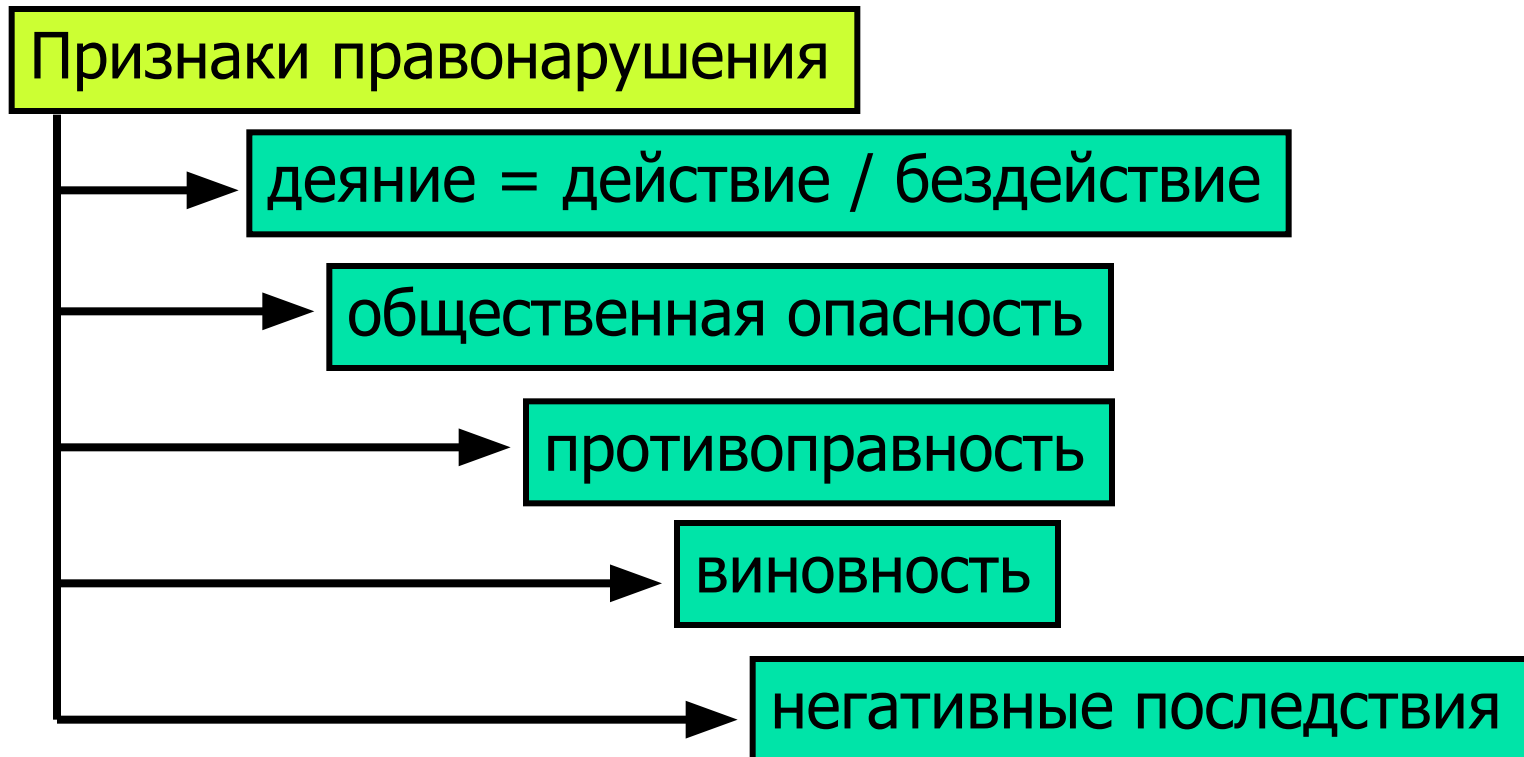 Признаки правонарушения
деяние = действие / бездействие
общественная опасность
противоправность
виновность
негативные последствия